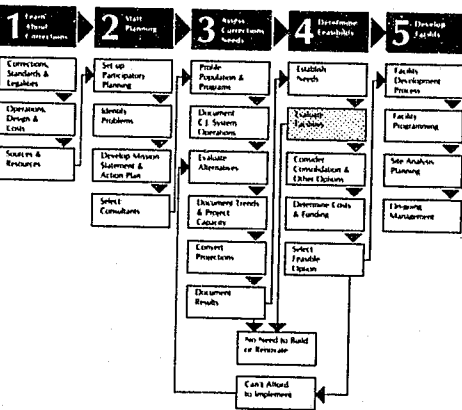 1 Learn
About
Corrections
2 Start
Planning
3 Assess
Corrections
Needs
4 Determine
Feasibility
5 Develop
Facility
Corrections,
Standards &
Legalities
Operations,
Design &
Costs
Sources &
Resources
Set up
Participatory
Planning
Identify
Problems
Develop Mission
Statement &
Action Plan
Select
Consultants
Profile
Population &
Programs
Document
C.J. System
Operations
Evaluate
Alternatives
Document Trends
& Project
Capacity
Convert
Projections
Document
Results
Establish
Needs
Evaluate
Facilities
Consider
Consolidation &
Other Options
Determine Costs
& Funding
Select
Feasible
Option
Facility
Development
Process
Facility
Programming
Site Analysis
Planning
On-going
Management
No Need to Build
or Renovate
Can't Afford
to Implement